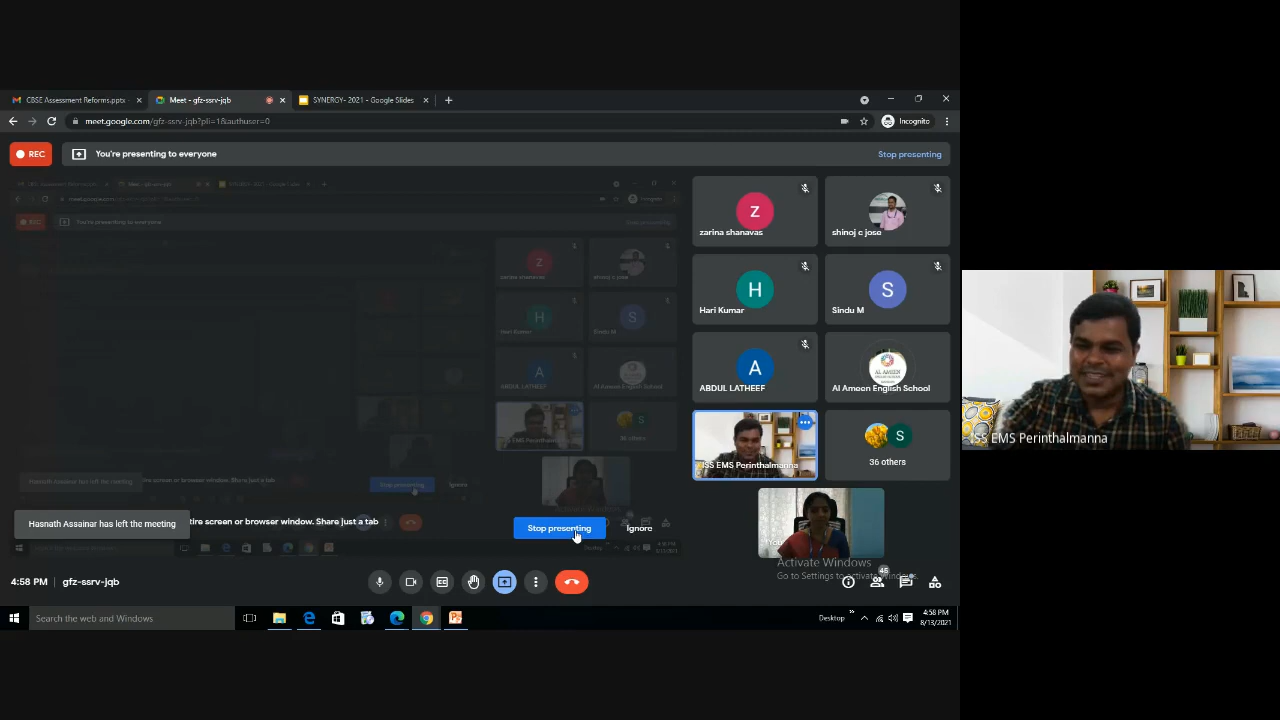 CBSE Assessment Reforms.pptx
Meet - gfz-ssrv-jqb
SYNERGY- 2021 - Google Slides
meet.google.com/gfz-ssrv-jqb?pli=1&authuser=0
Incognito
REC
You're presenting to everyone
Stop presenting
zarina shanavas
shinoj c jose
Hari Kumar
Sindu M
ABDUL LATHEEF
Al Ameen English School
ISS EMS Perinthalmanna
36 others
You
Hasnath Assainar has left the meeting
tire screen or browser window. Share just a tab
Stop presenting
Ignore
Activate Windows
Go to Settings to activate Windows.
4:58 PM
gfz-ssrv-jqb
45
Search the web and Windows
Desktop
4:58 PM
8/13/2021
ISS EMS Perinthalmanna